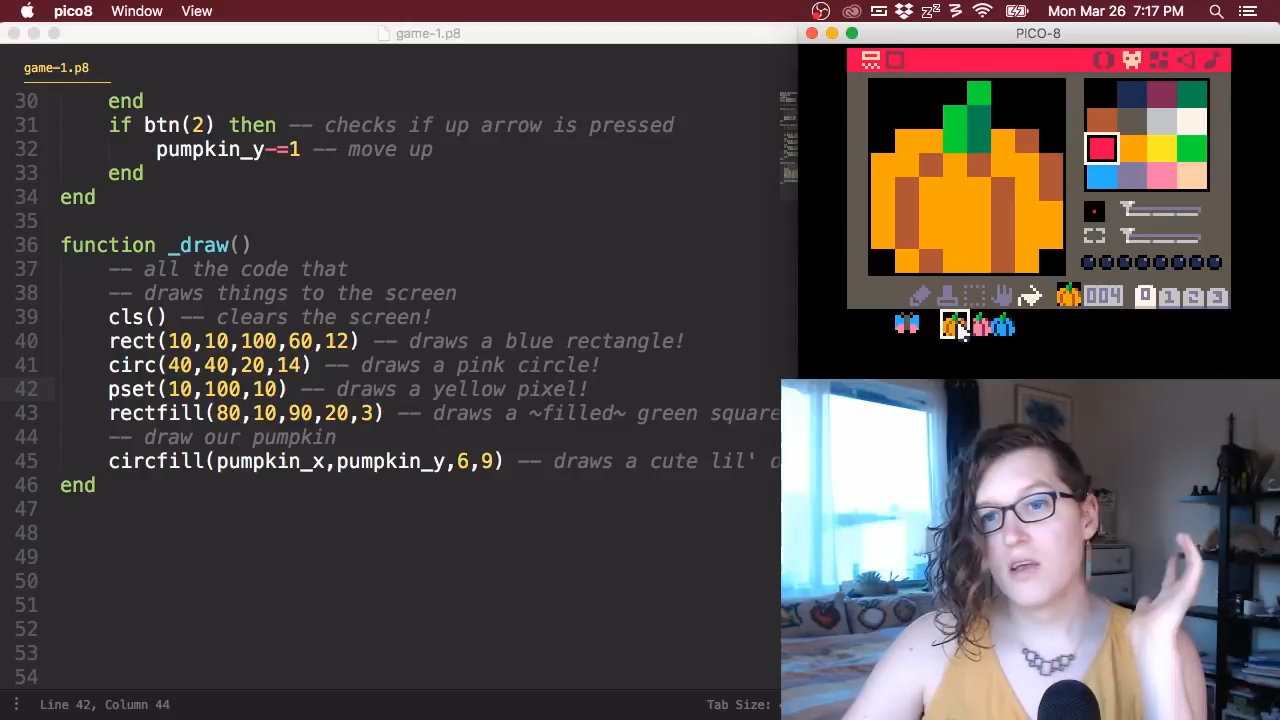 pico8 Window View Mon Mar 26 7:17 PM
game-1.p8
PICO-8
game-1.p8
30 end
31 if btn(2) then -- checks if up arrow is pressed
32 pumpkin_y-=1 -- move up
33 end
34 end
35
36 function _draw()
37 -- all the code that
38 -- draws things to the screen
39 cls() -- clears the screen!
40 rect(10,10,100,60,12) -- draws a blue rectangle!
41 circ(40,40,20,14) -- draws a pink circle!
42 pset(10,100,10) -- draws a yellow pixel!
43 rectfill(80,10,90,20,3) -- draws a ~filled~ green square
44 -- draw our pumpkin
45 circfill(pumpkin_x,pumpkin_y,6,9) -- draws a cute lil'
46 end
47
48
49
50
51
52
53
54
004 0 1 2 3
Line 42, Column 44 Tab Size: